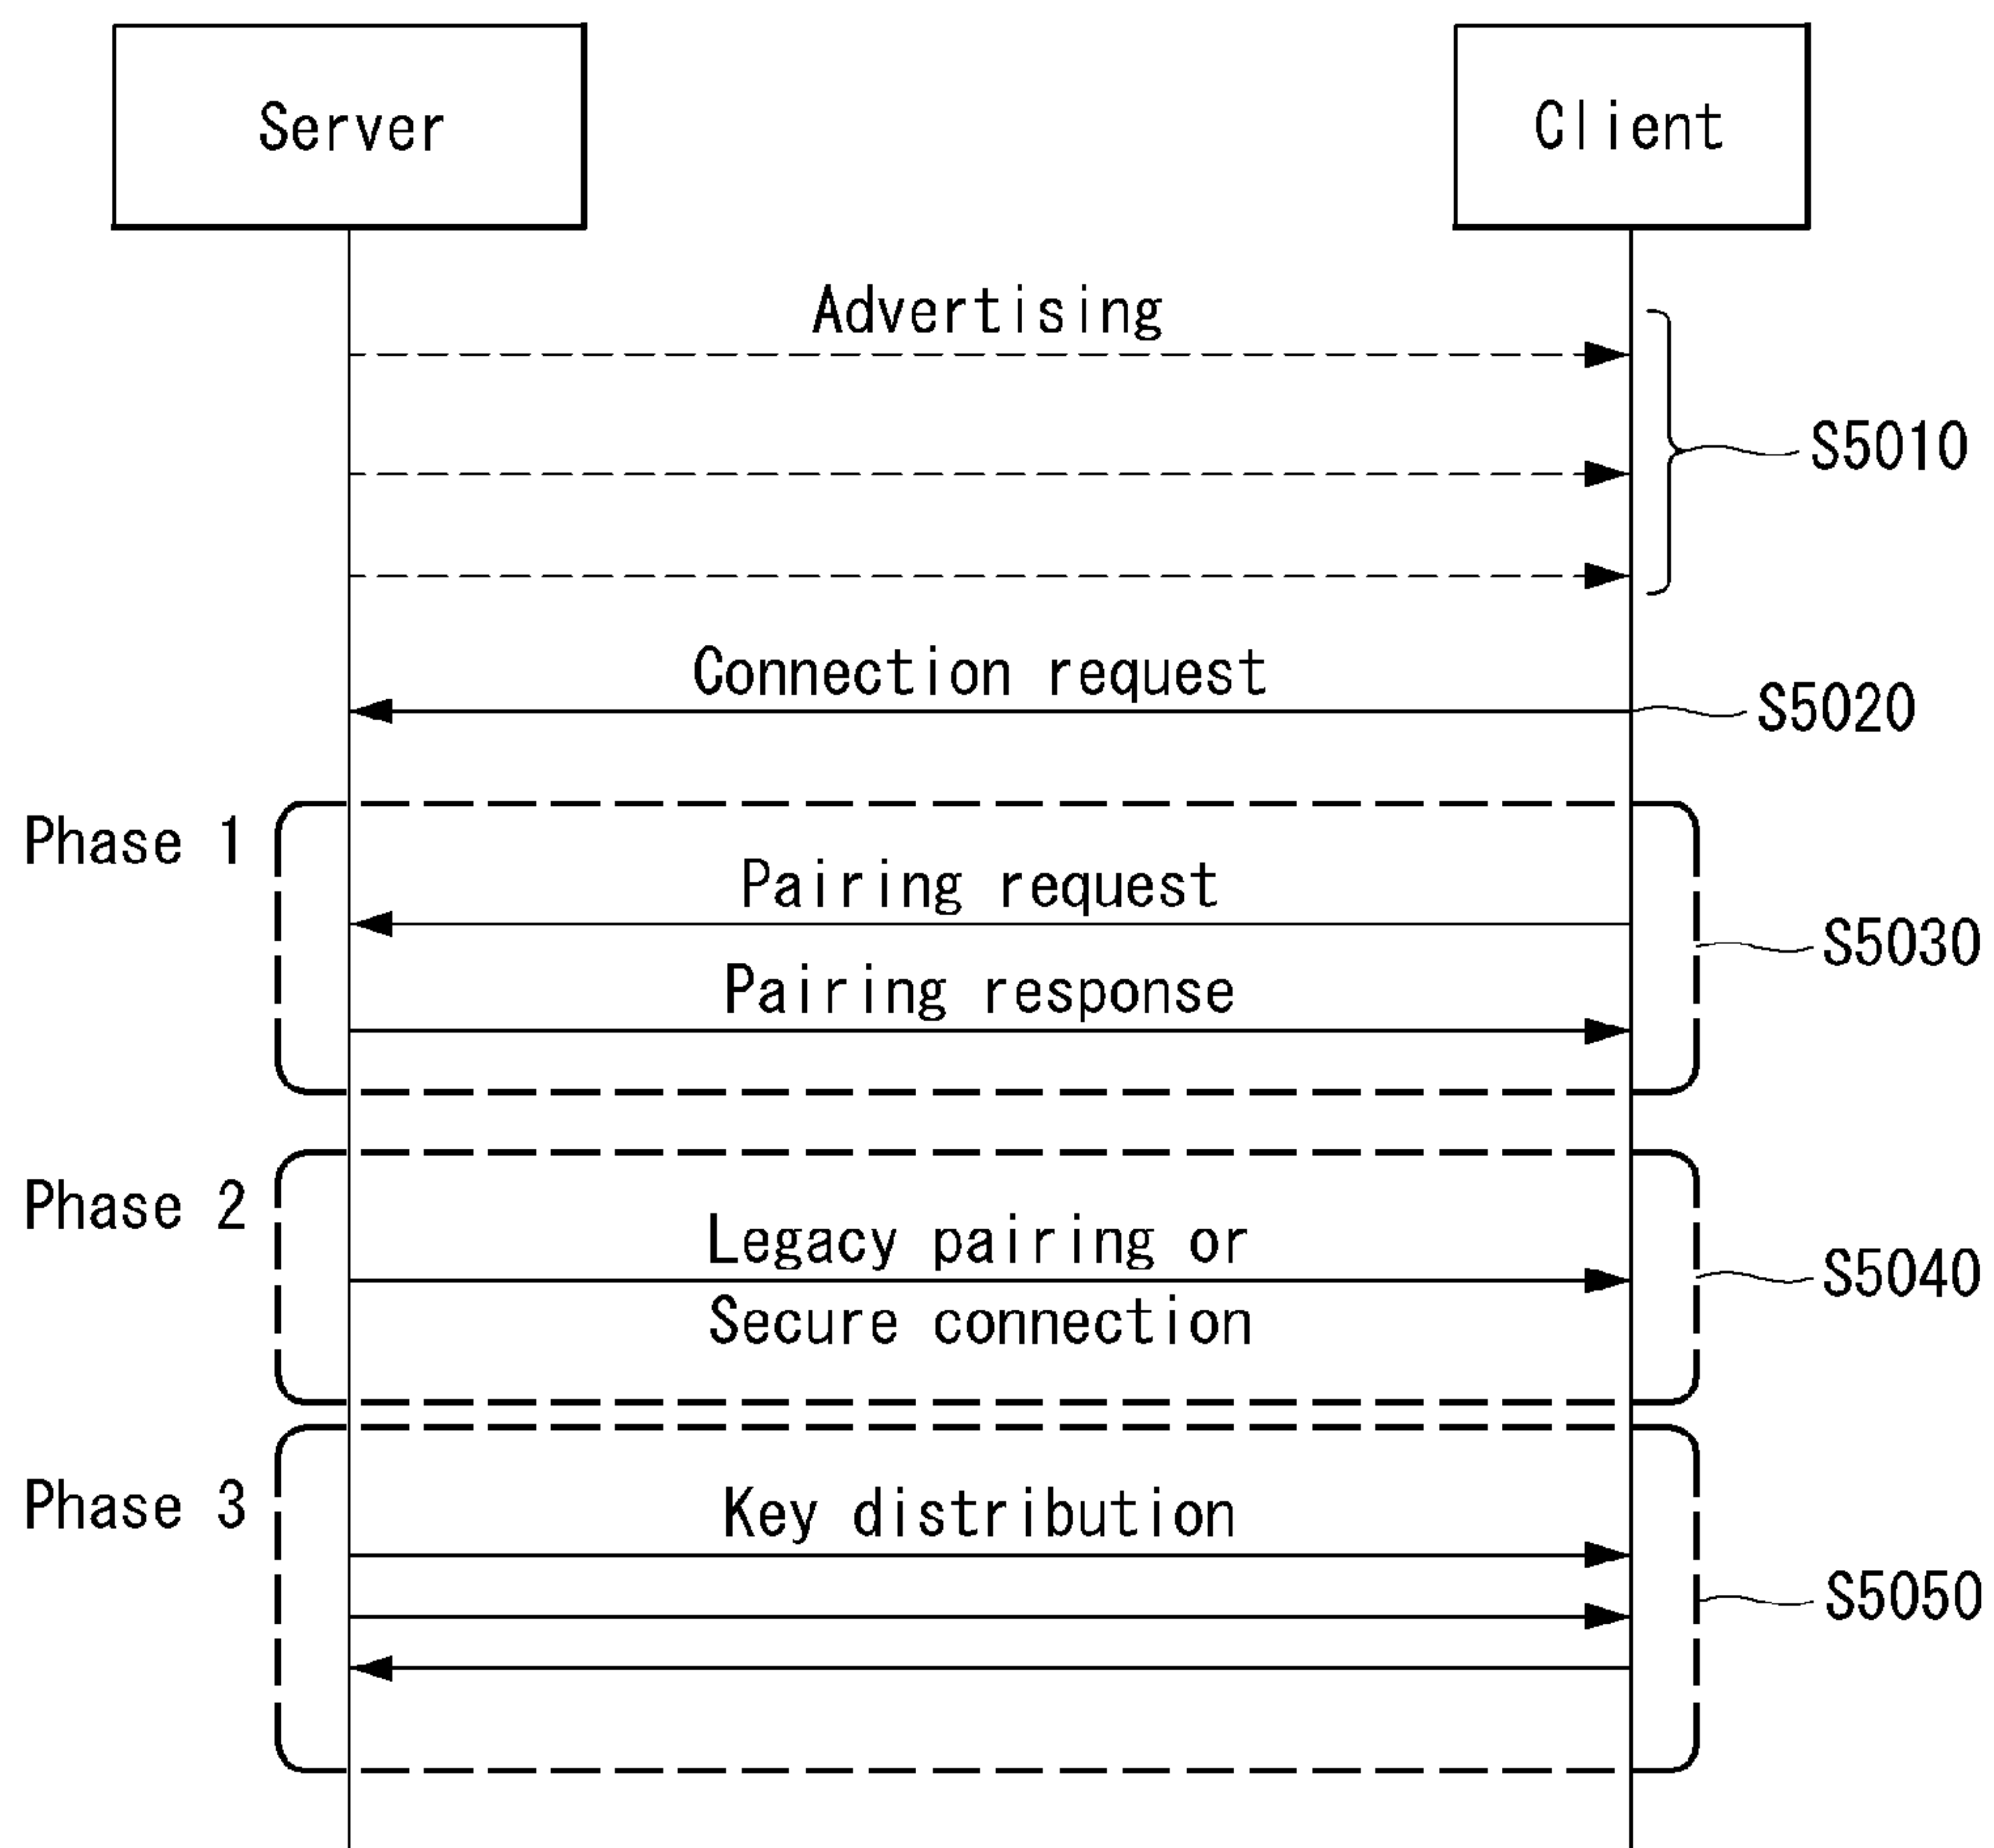 Server
Client
Advertising
S5010
Connection request
S5020
Phase 1
Pairing request
S5030
Pairing response
Phase 2
Legacy pairing or
S5040
Secure connection
Phase 3
Key distribution
S5050